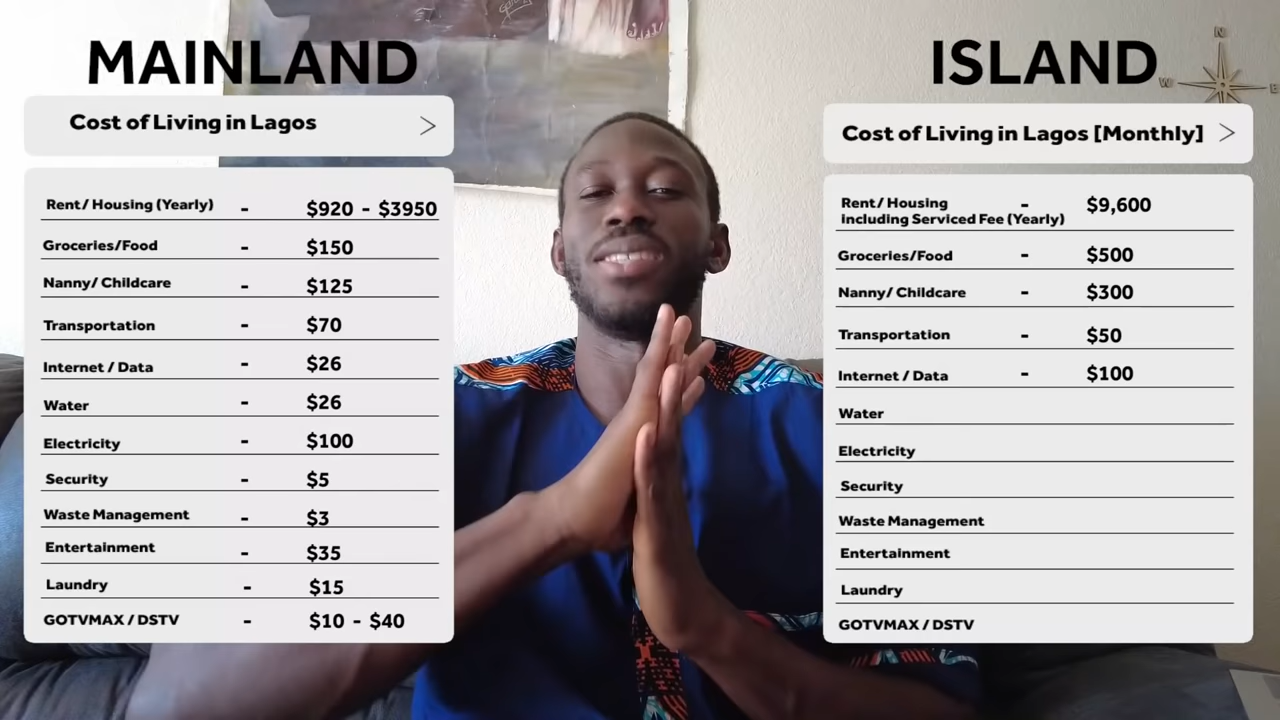 MAINLAND
Cost of Living in Lagos >
Rent/ Housing (Yearly) - $920 - $3950
Groceries/Food - $150
Nanny/ Childcare - $125
Transportation - $70
Internet / Data - $26
Water - $26
Electricity - $100
Security - $5
Waste Management - $3
Entertainment - $35
Laundry - $15
GOTVMAX / DSTV - $10 - $40
ISLAND
N
W
E
Cost of Living in Lagos [Monthly] >
Rent/ Housing - $9,600
including Serviced Fee (Yearly)
Groceries/Food - $500
Nanny/ Childcare - $300
Transportation - $50
Internet / Data - $100
Water
Electricity
Security
Waste Management
Entertainment
Laundry
GOTVMAX / DSTV